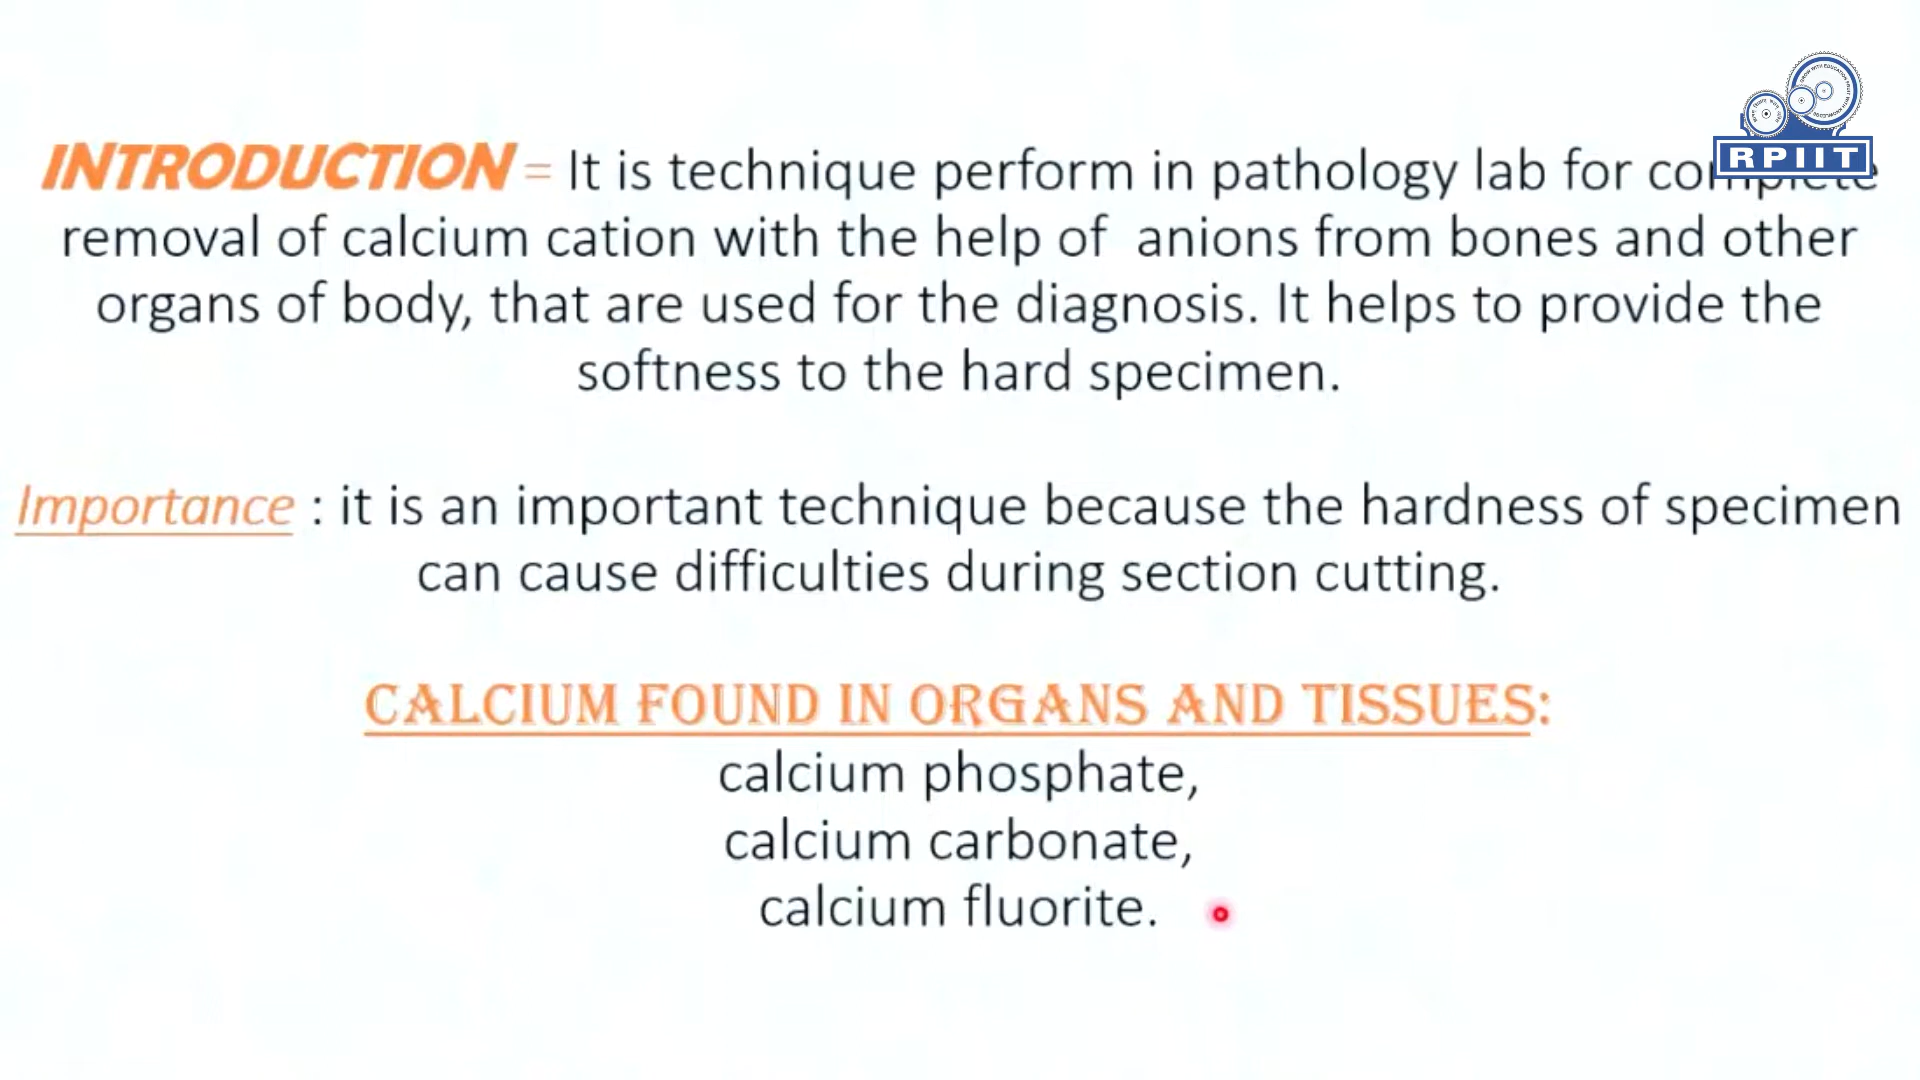 INTRODUCTION = It is technique perform in pathology lab for complete
removal of calcium cation with the help of anions from bones and other
organs of body, that are used for the diagnosis. It helps to provide the
softness to the hard specimen.
Importance : it is an important technique because the hardness of specimen
can cause difficulties during section cutting.
CALCIUM FOUND IN ORGANS AND TISSUES:
calcium phosphate,
calcium carbonate,
calcium fluorite.
RPIIT